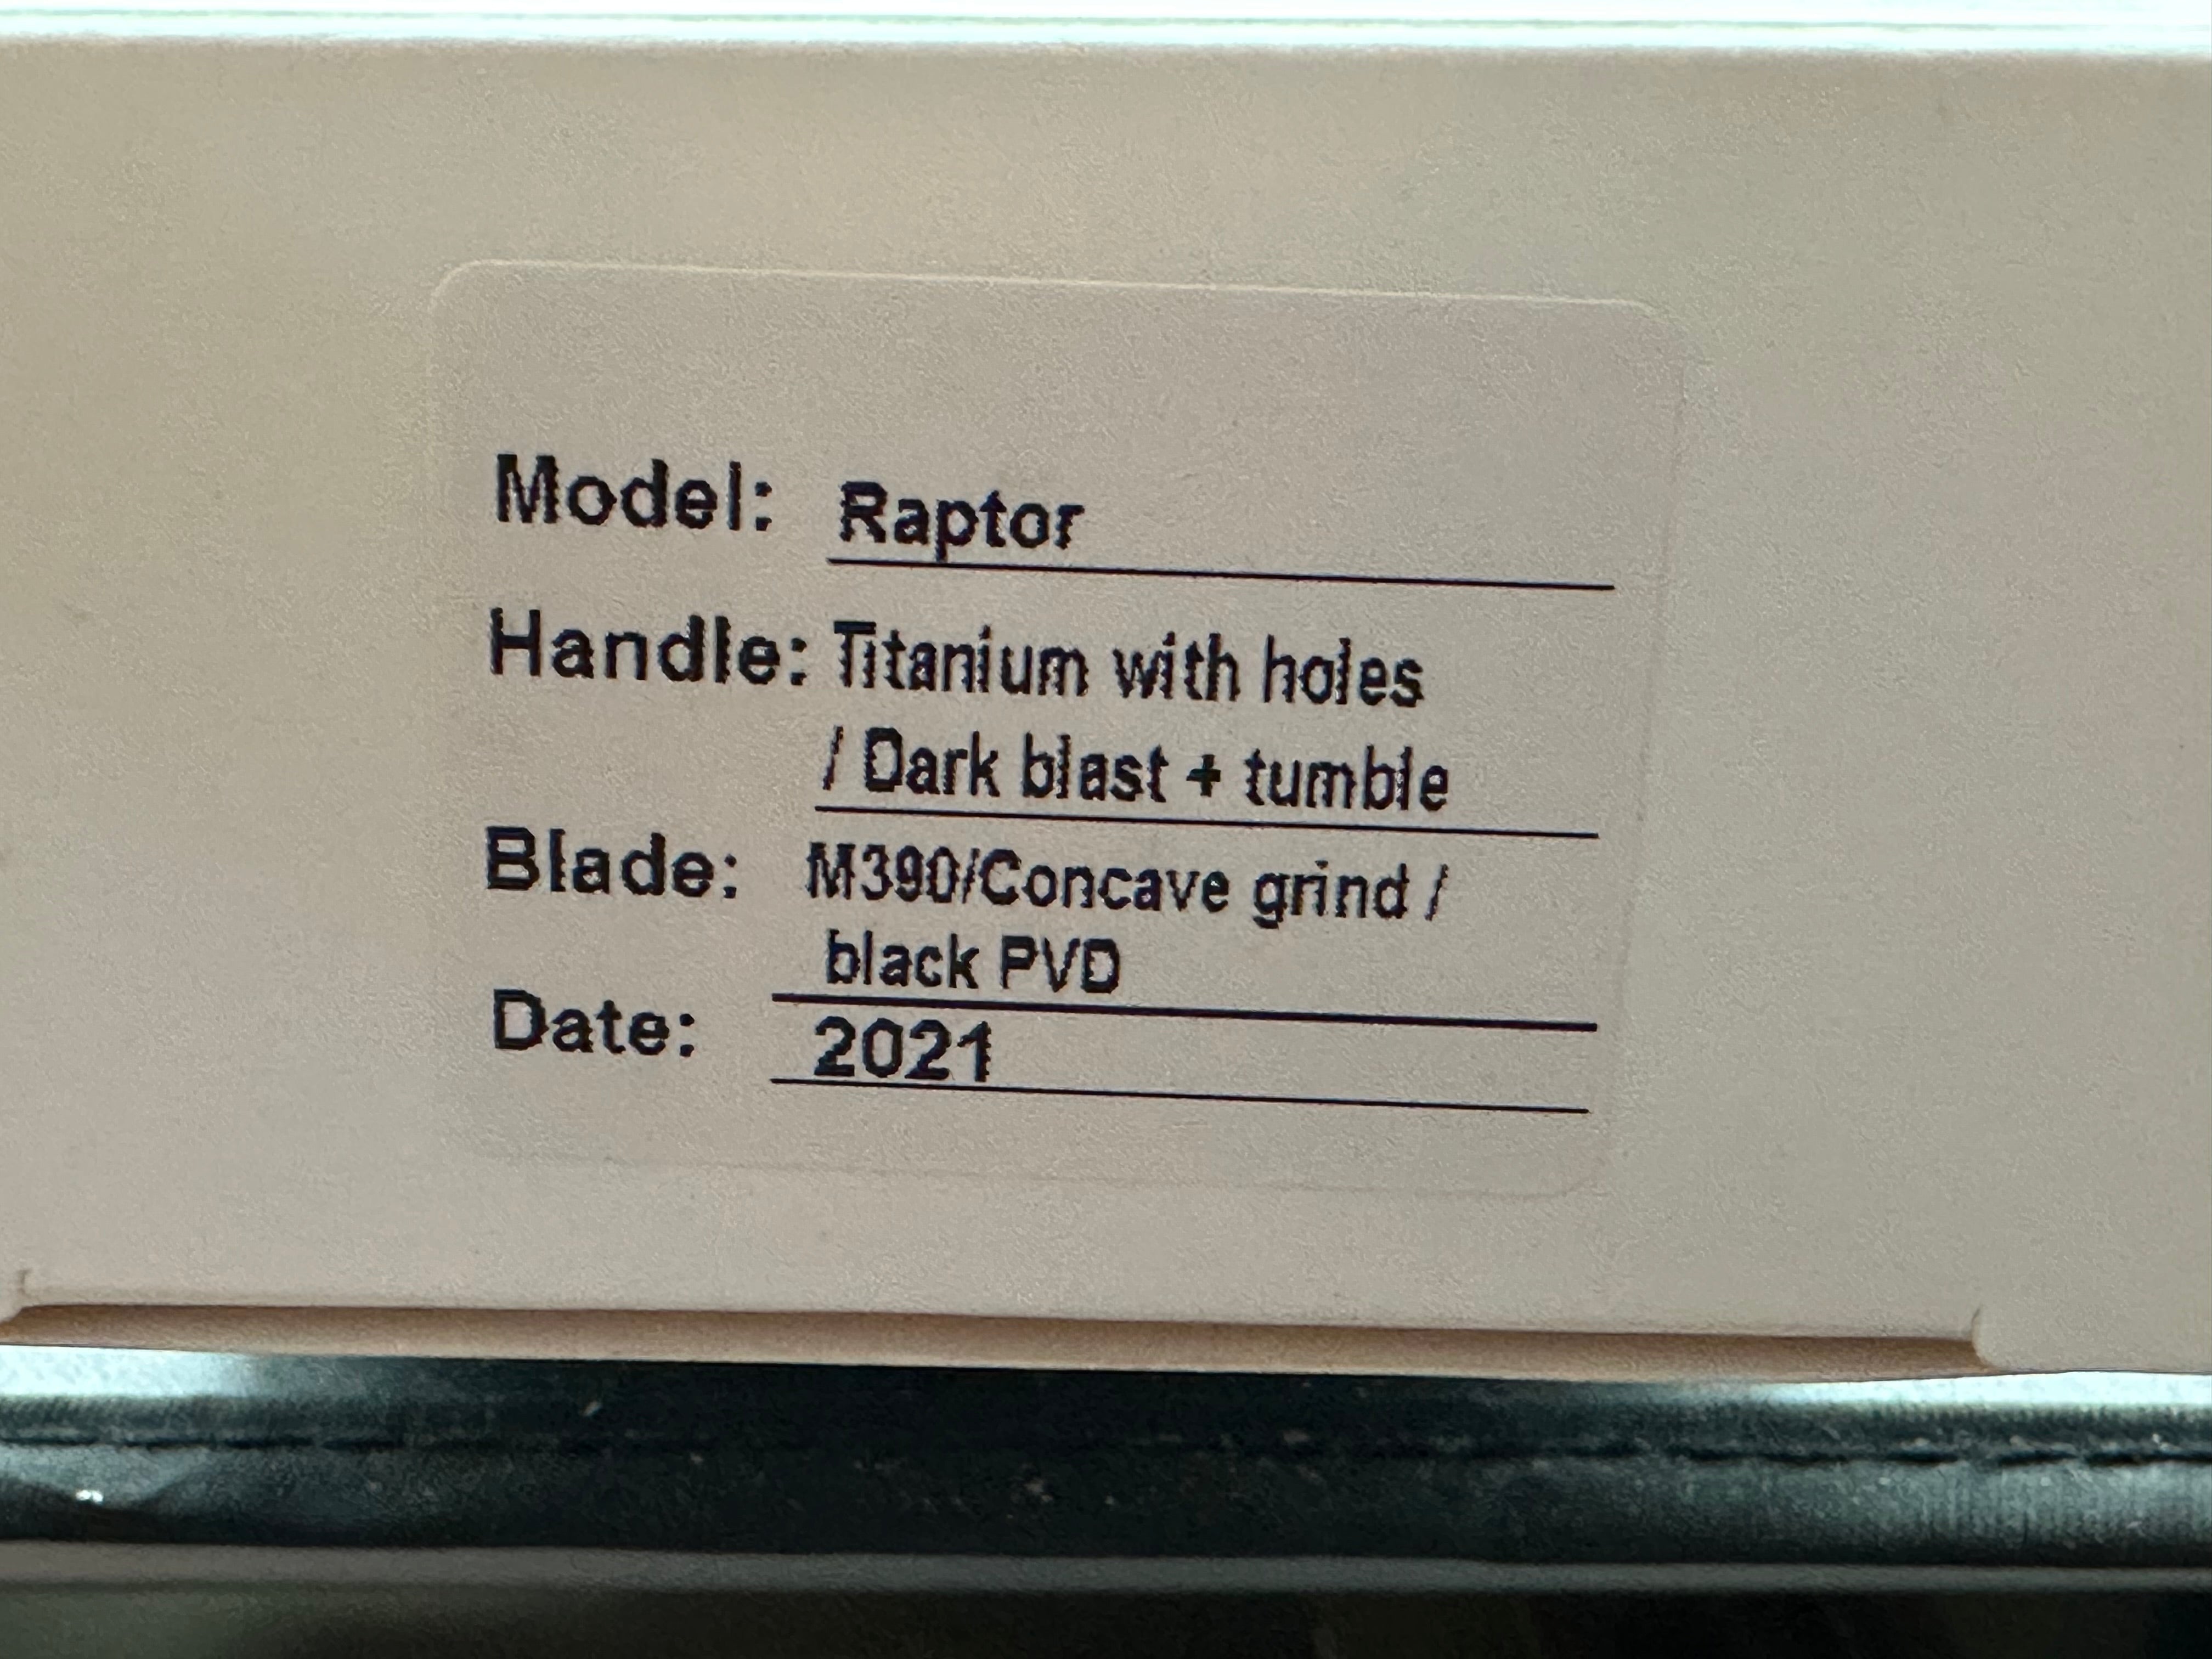 Model: Raptor
Handle: Titanium with holes
/ Dark blast + tumble
Blade: M390/Concave grind /
black PVD
Date: 2021